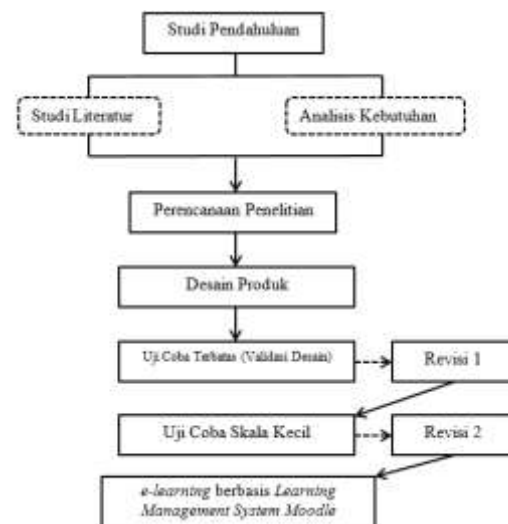 Studi Pendahuluan
Studi Literatur
Analisis Kebutuhan
Perencanaan Penelitian
Desain Produk
Uji Coba Terbatas (Validasi Desain)
Revisi 1
Uji Coba Skala Kecil
Revisi 2
e-learning berbasis Learning
Management System Moodle